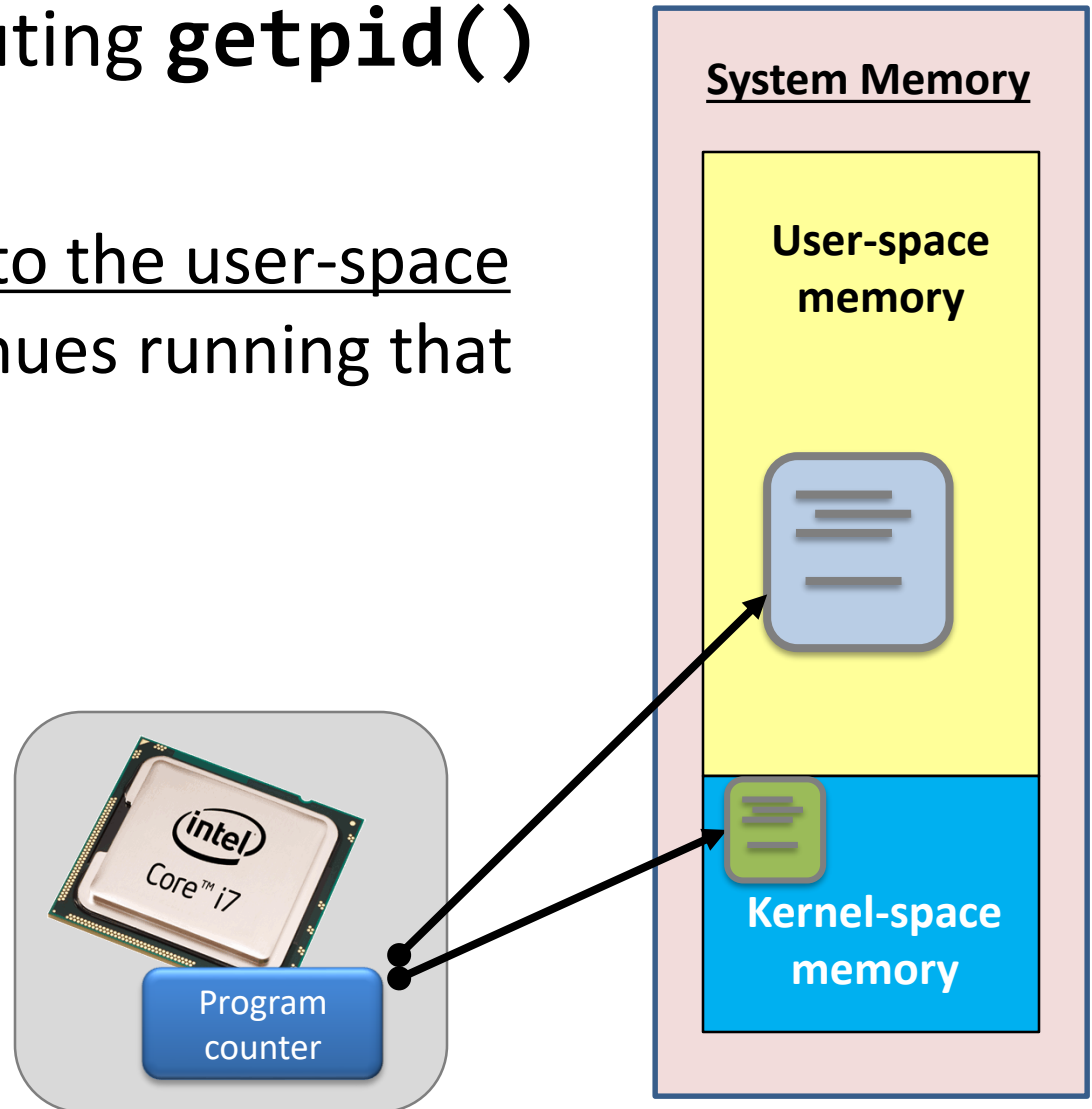 uting getpid()
to the user-space
nues running that
System Memory
User-space
memory
Kernel-space
memory
intel
Core™ i7
Program
counter